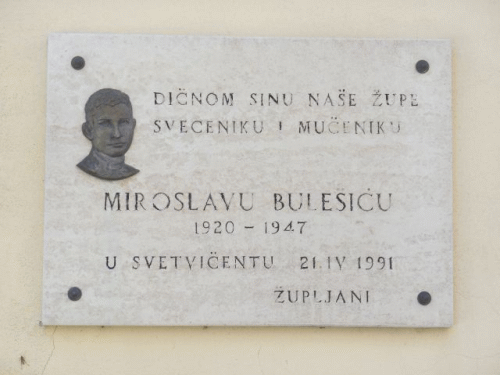 DIČNOM SINU NAŠE ŽUPE
SVEĆENIKU I MUČENIKU
MIROSLAVU BULEŠIĆU
1920 - 1947
U SVETVIČENTU 21.IV 1991
ŽUPLJANI